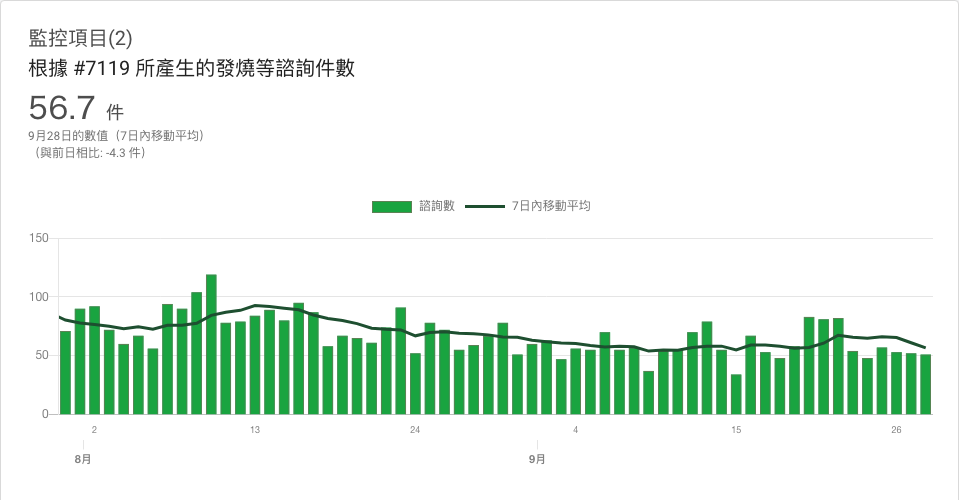 監控項目(2)
根據 #7119 所產生的發燒等諮詢件數
56.7 件
9月28日的數值（7日內移動平均）
（與前日相比: -4.3 件）
諮詢數 7日內移動平均
150
100
50
0
2 13 24 4 15 26
8月 9月